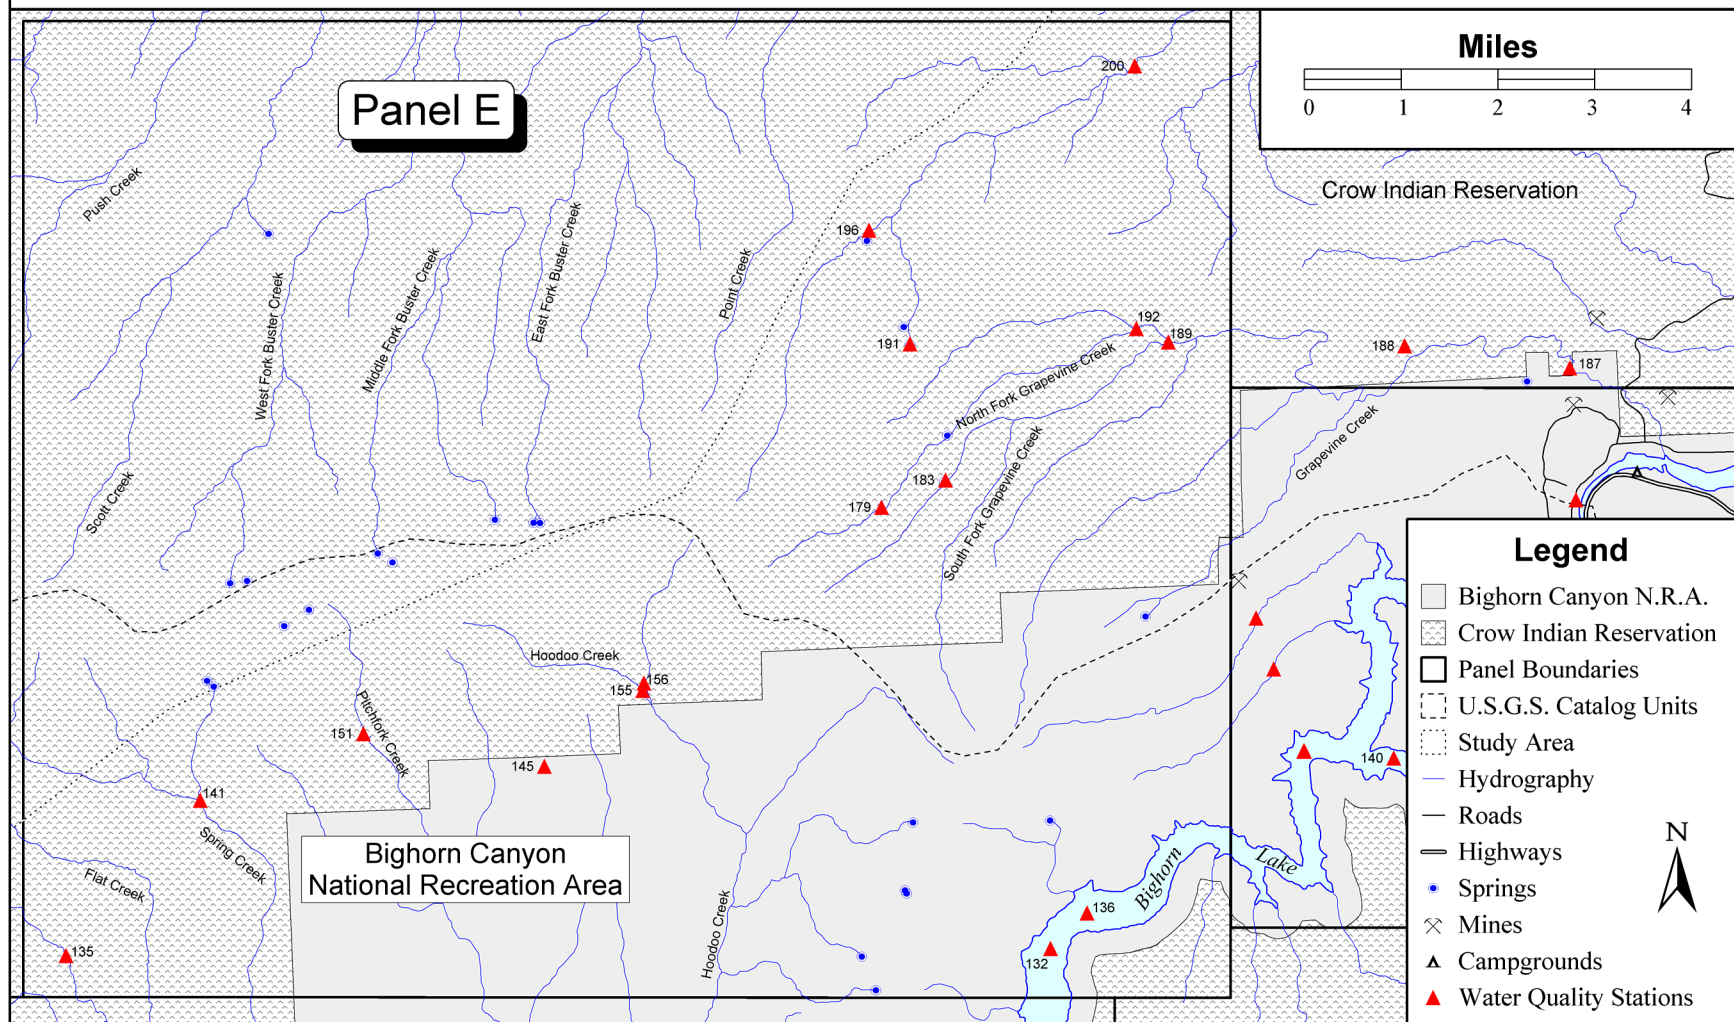 Miles
0 1 2 3 4
Panel E
200
Crow Indian Reservation
Push Creek
196
West Fork Buster Creek
Middle Fork Buster Creek
East Fork Buster Creek
Point Creek
192
189
191
188
187
North Fork Grapevine Creek
Grapevine Creek
Scott Creek
183
179
South Fork Grapevine Creek
Legend
Bighorn Canyon N.R.A.
Crow Indian Reservation
Panel Boundaries
U.S.G.S. Catalog Units
Study Area
Hydrography
Roads
Highways
Springs
Mines
Campgrounds
Water Quality Stations
N
Hoodoo Creek
156
155
Pitchfork Creek
151
145
140
141
Spring Creek
Bighorn Canyon
National Recreation Area
Flat Creek
Bighorn
Lake
Hoodoo Creek
136
135
132